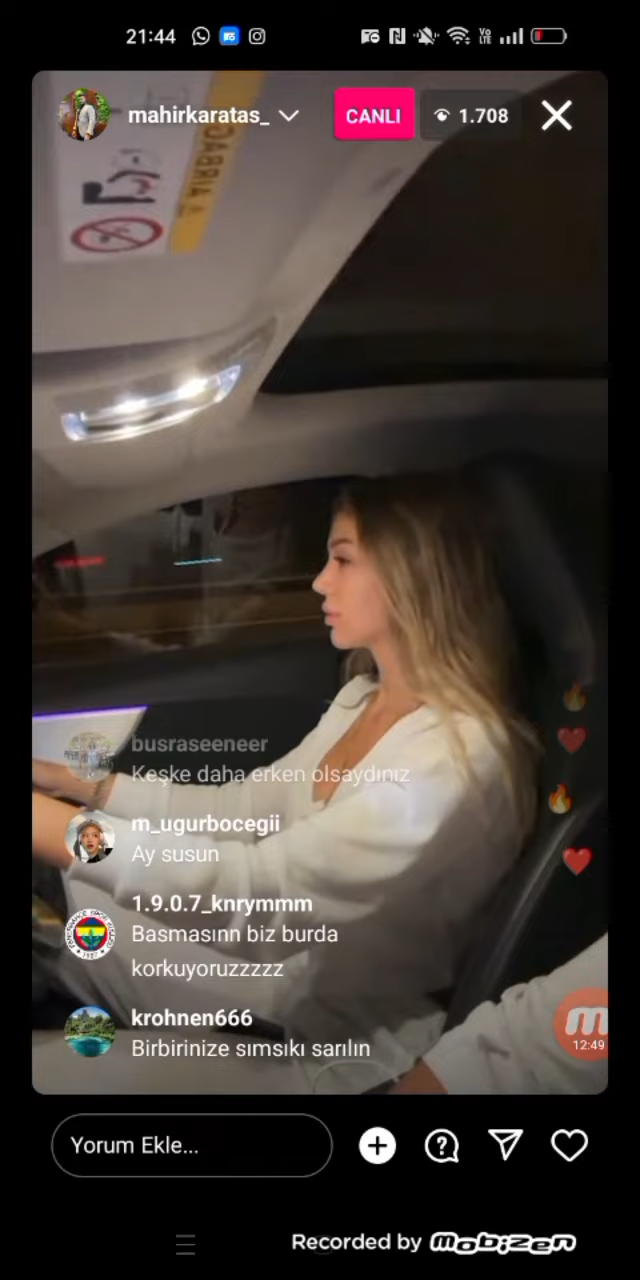 21:44
mahirkaratas_
CANLI
1.708
busraseeneer
Keşke daha erken olsaydınız
m_ugurbocegii
Ay susun
1.9.0.7_knrymmm
Basmasınn biz burda
korkuyoruzzzzz
krohnen666
Birbirinize sımsıkı sarılın
12:49
Yorum Ekle...
Recorded by mobizen